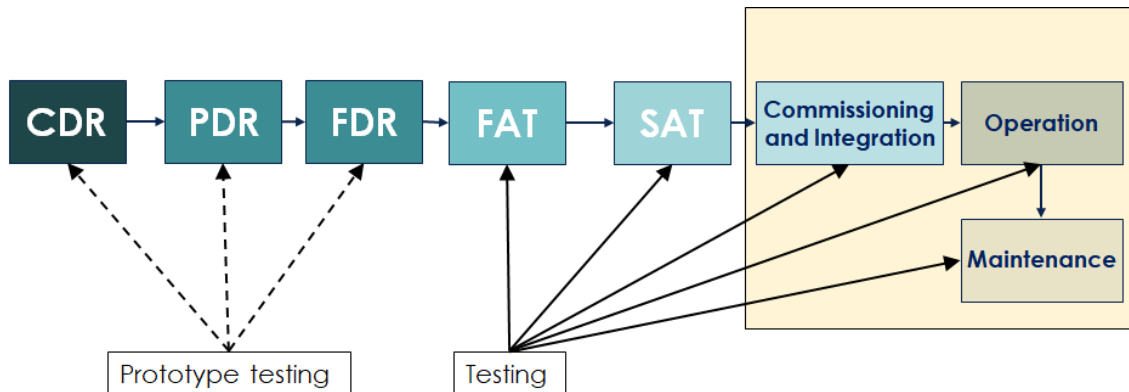 CDR
PDR
FDR
FAT
SAT
Commissioning
and Integration
Operation
Maintenance
Prototype testing
Testing